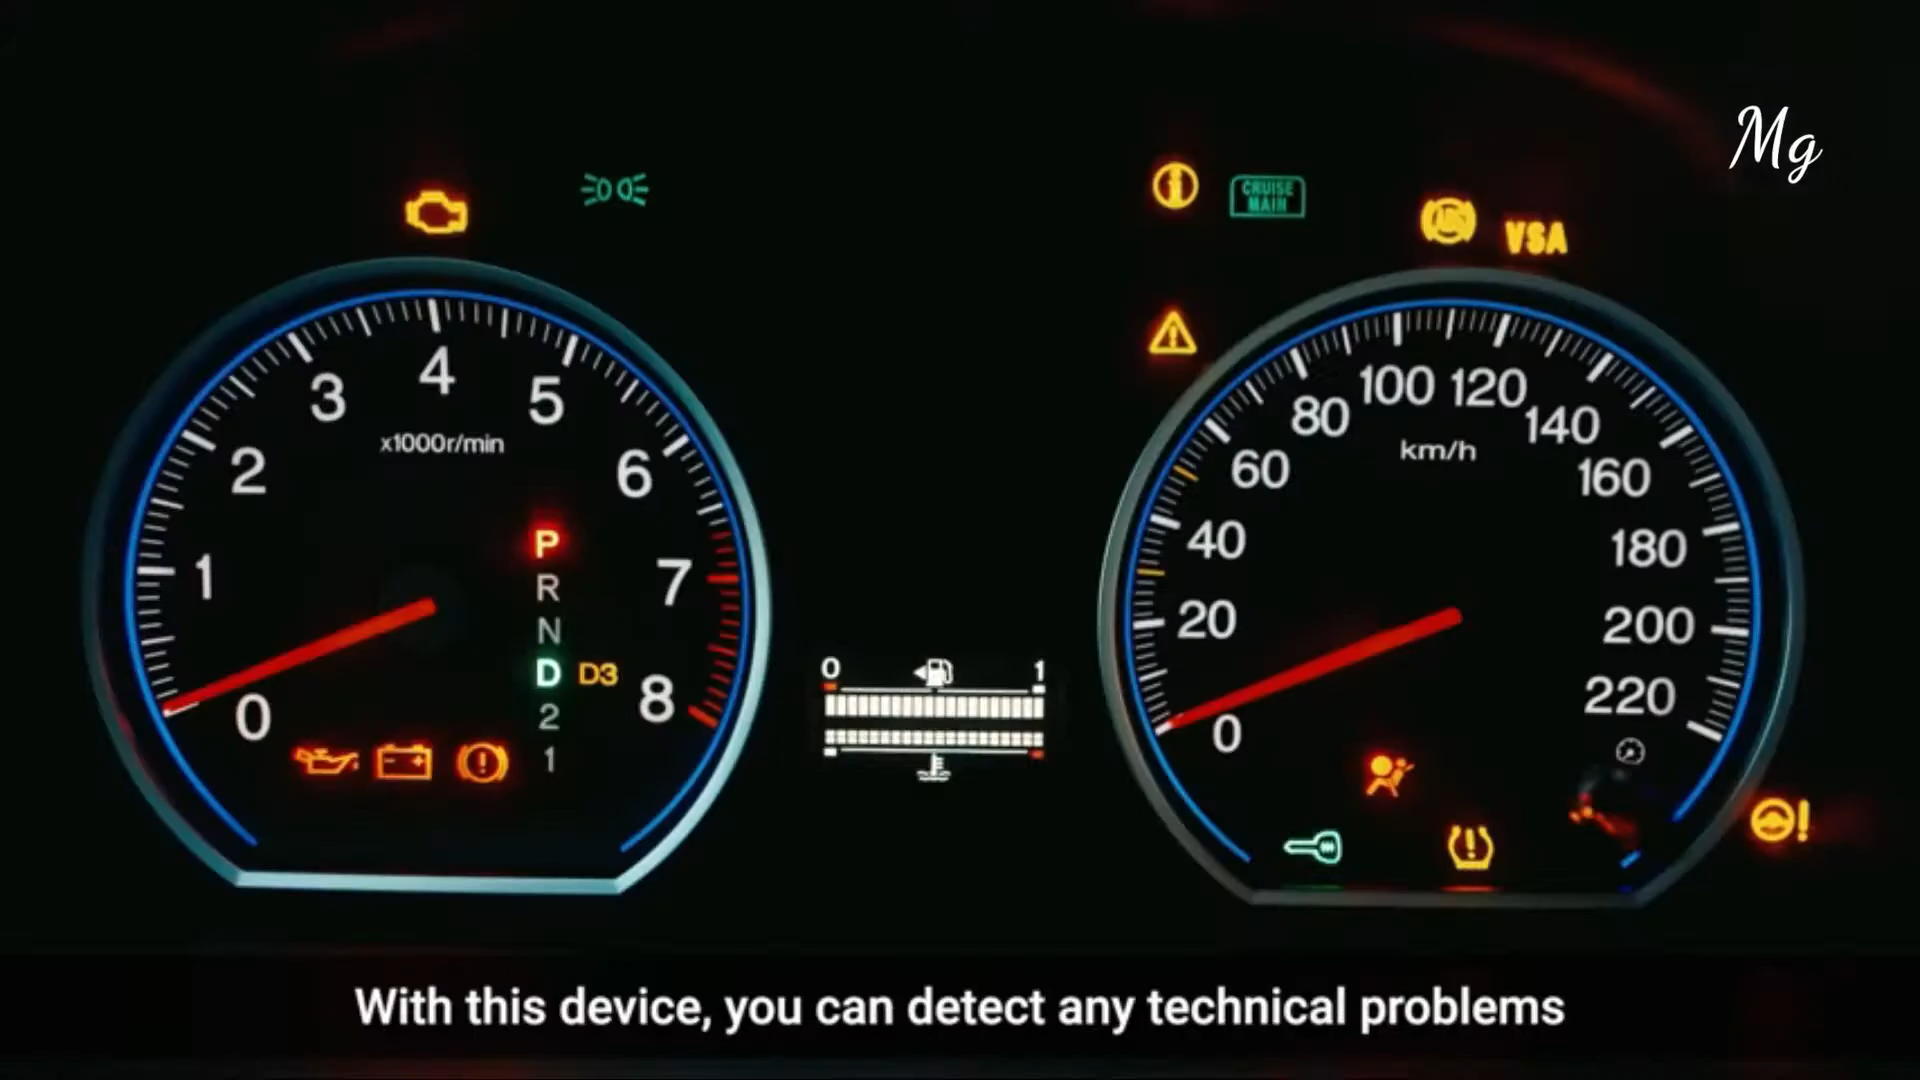 Mg
CRUISE
MAIN
ABS
VSA
0 1 2 3 4 5 6 7 8
x1000r/min
P
R
N
D D3
2
1
0 1
0 20 40 60 80 100 120 140 160 180 200 220
km/h
With this device, you can detect any technical problems